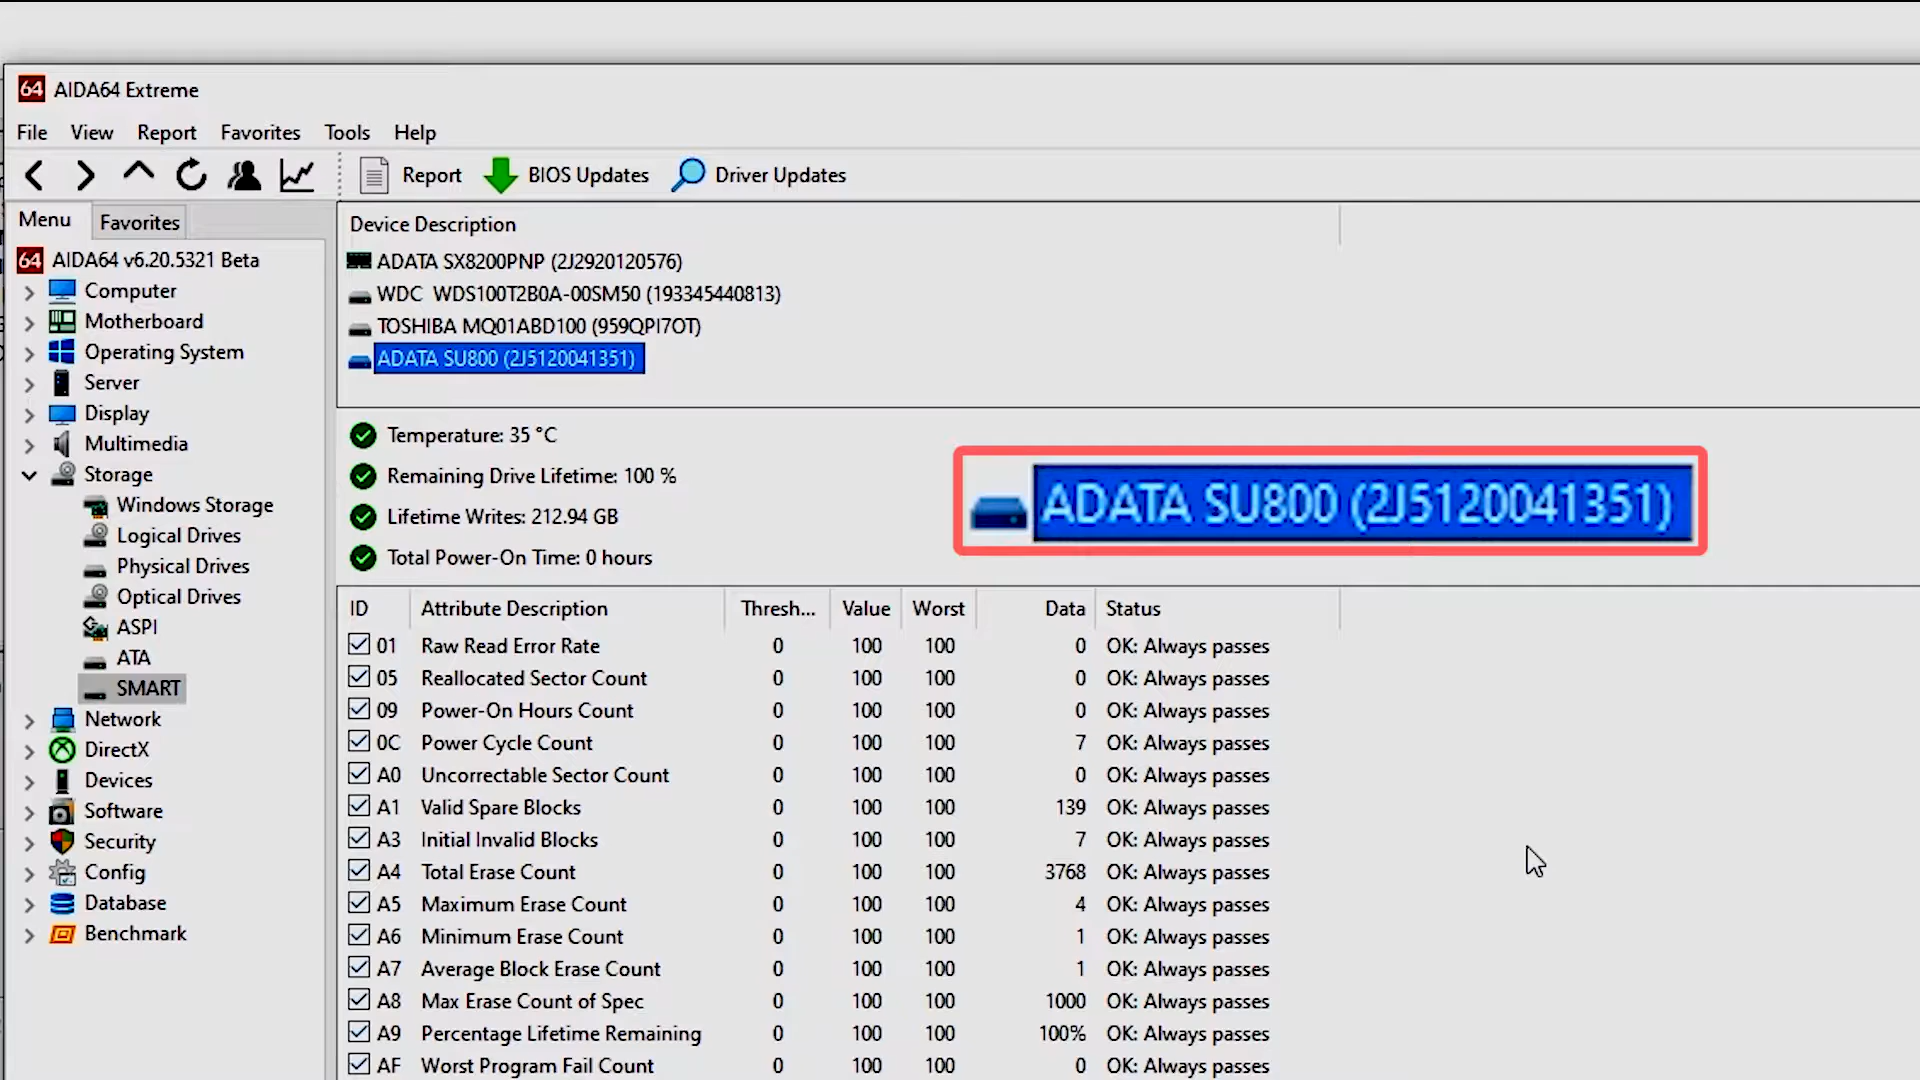 64 AIDA64 Extreme
File View Report Favorites Tools Help
Report BIOS Updates Driver Updates
Menu Favorites
64 AIDA64 v6.20.5321 Beta
Computer
Motherboard
Operating System
Server
Display
Multimedia
Storage
Windows Storage
Logical Drives
Physical Drives
Optical Drives
ASPI
ATA
SMART
Network
DirectX
Devices
Software
Security
Config
Database
Benchmark
Device Description
ADATA SX8200PNP (2J2920120576)
WDC WDS100T2B0A-00SM50 (193345440813)
TOSHIBA MQ01ABD100 (959QPI7OT)
ADATA SU800 (2J5120041351)
Temperature: 35 °C
Remaining Drive Lifetime: 100 %
Lifetime Writes: 212.94 GB
Total Power-On Time: 0 hours
ADATA SU800 (2J5120041351)
ID Attribute Description Thresh... Value Worst Data Status
01 Raw Read Error Rate 0 100 100 0 OK: Always passes
05 Reallocated Sector Count 0 100 100 0 OK: Always passes
09 Power-On Hours Count 0 100 100 0 OK: Always passes
0C Power Cycle Count 0 100 100 7 OK: Always passes
A0 Uncorrectable Sector Count 0 100 100 0 OK: Always passes
A1 Valid Spare Blocks 0 100 100 139 OK: Always passes
A3 Initial Invalid Blocks 0 100 100 7 OK: Always passes
A4 Total Erase Count 0 100 100 3768 OK: Always passes
A5 Maximum Erase Count 0 100 100 4 OK: Always passes
A6 Minimum Erase Count 0 100 100 1 OK: Always passes
A7 Average Block Erase Count 0 100 100 1 OK: Always passes
A8 Max Erase Count of Spec 0 100 100 1000 OK: Always passes
A9 Percentage Lifetime Remaining 0 100 100 100% OK: Always passes
AF Worst Program Fail Count 0 100 100 0 OK: Always passes